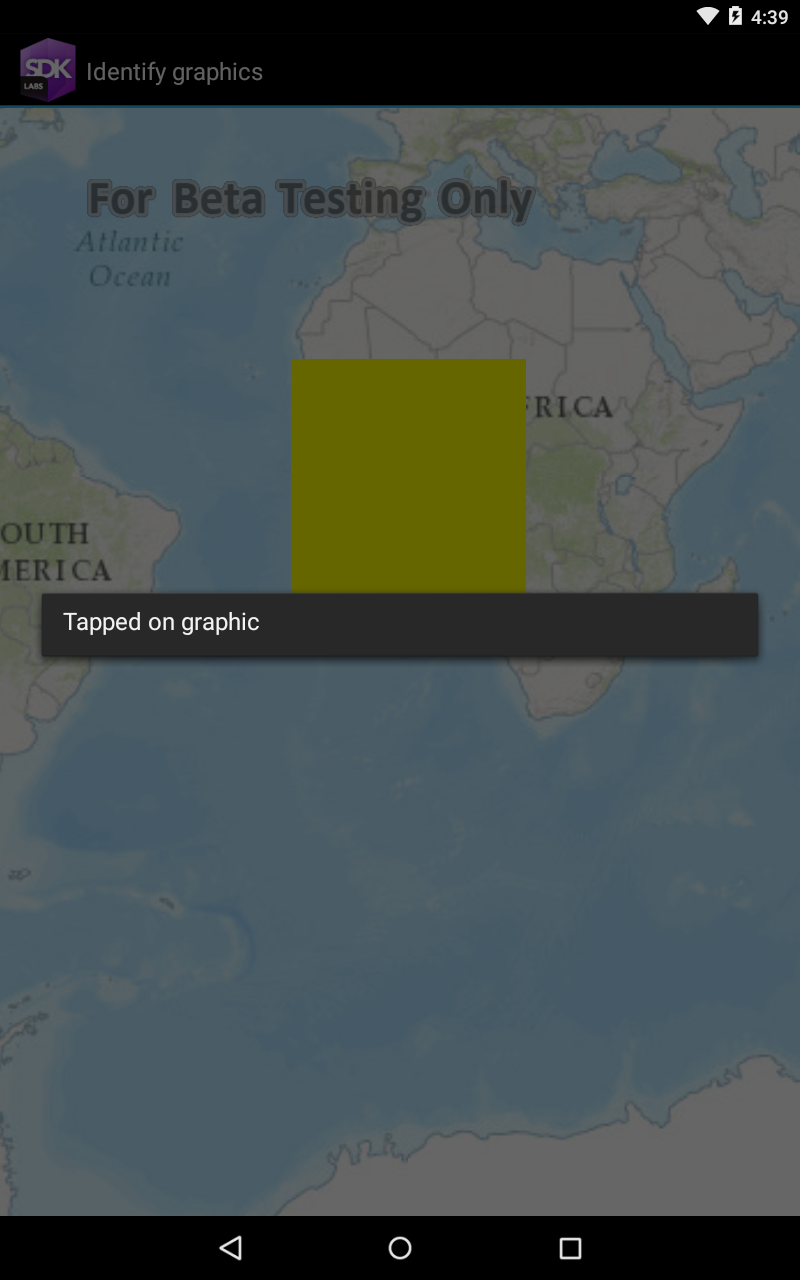 4:39
SDK
LABS
Identify graphics
For Beta Testing Only
Atlantic
Ocean
FRICA
OUTH
MERICA
Tapped on graphic